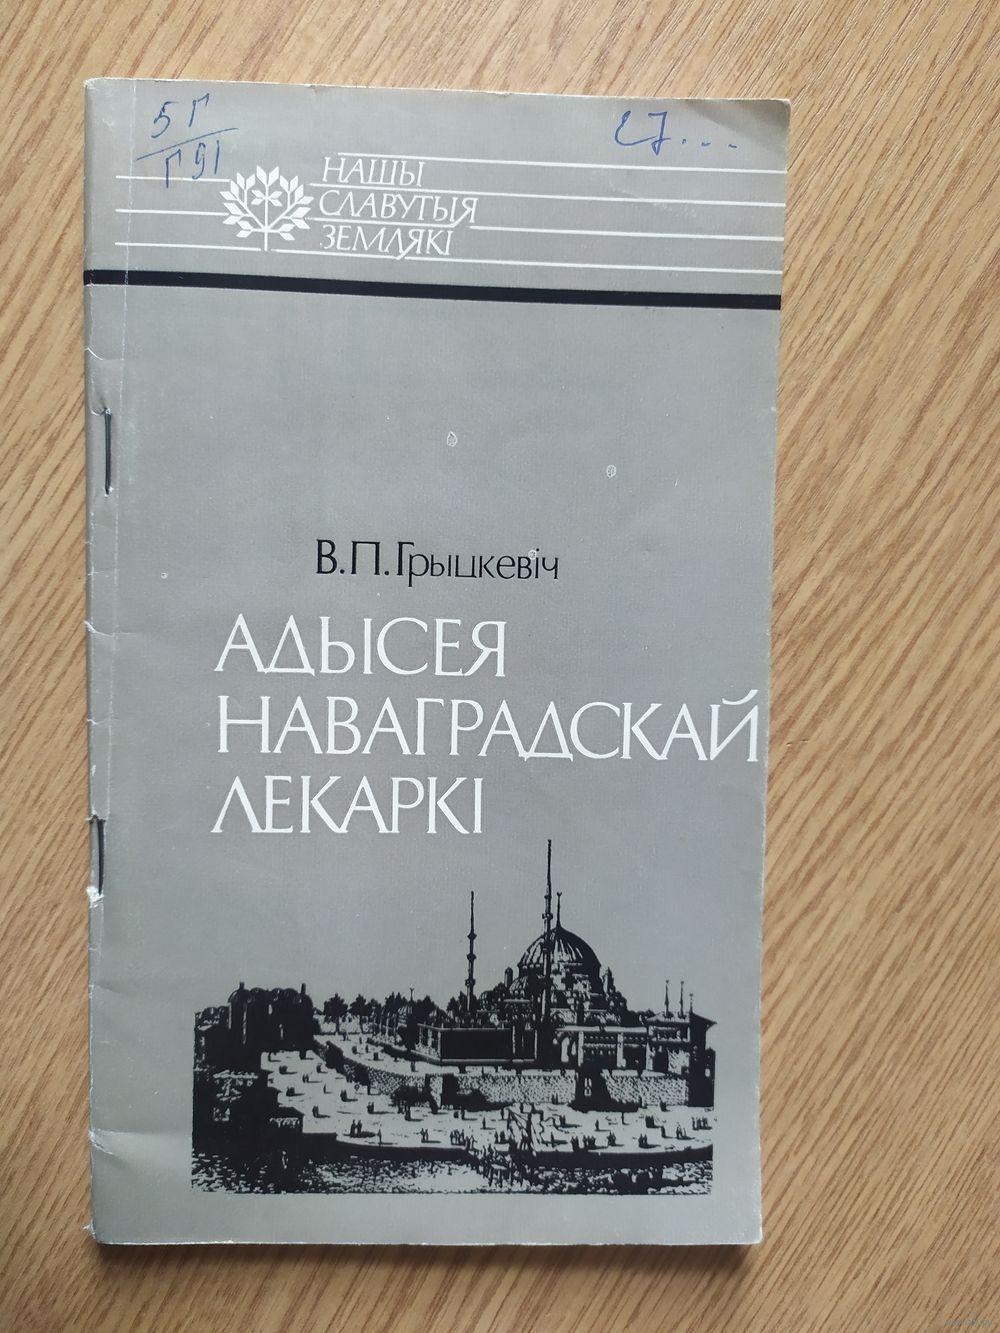 5Г
Г91
НАШЫ
СЛАВУТЫЯ
ЗЕМЛЯКІ
В.П.Грыцкевіч
АДЫСЕЯ
НАВАГРАДСКАЙ
ЛЕКАРКІ